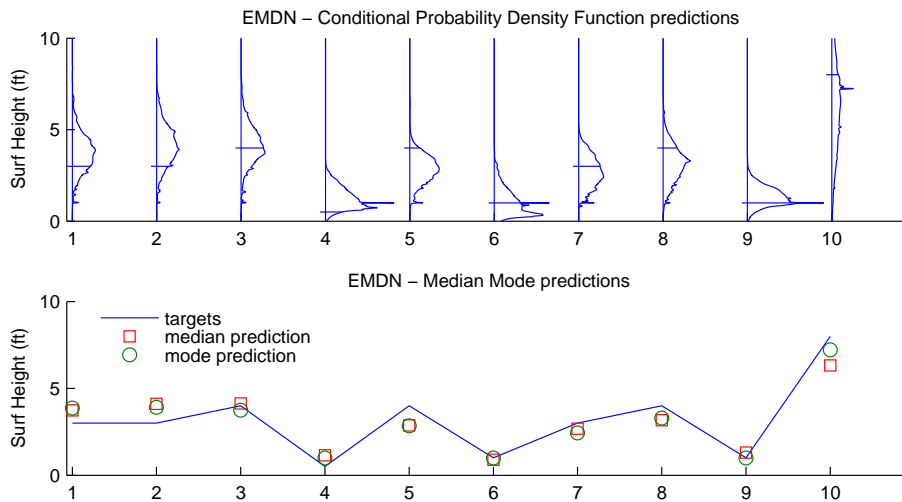 EMDN − Conditional Probability Density Function predictions
Surf Height (ft)
10
5
0
1 2 3 4 5 6 7 8 9 10
EMDN − Median Mode predictions
Surf Height (ft)
10
5
0
targets
median prediction
mode prediction
1 2 3 4 5 6 7 8 9 10